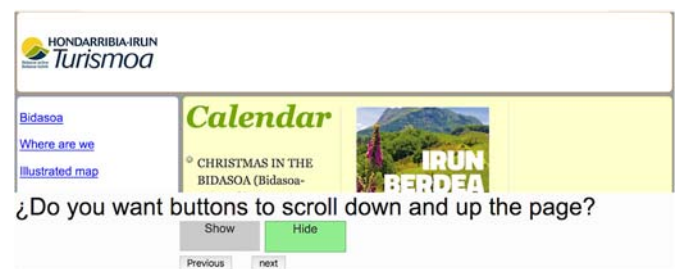 HONDARRIBIA-IRUN
Turismoa
Bidasoa
Where are we
Illustrated map
Calendar
CHRISTMAS IN THE
BIDASOA (Bidasoa-
IRUN
BERDEA
¿Do you want buttons to scroll down and up the page?
Show Hide
Previous next